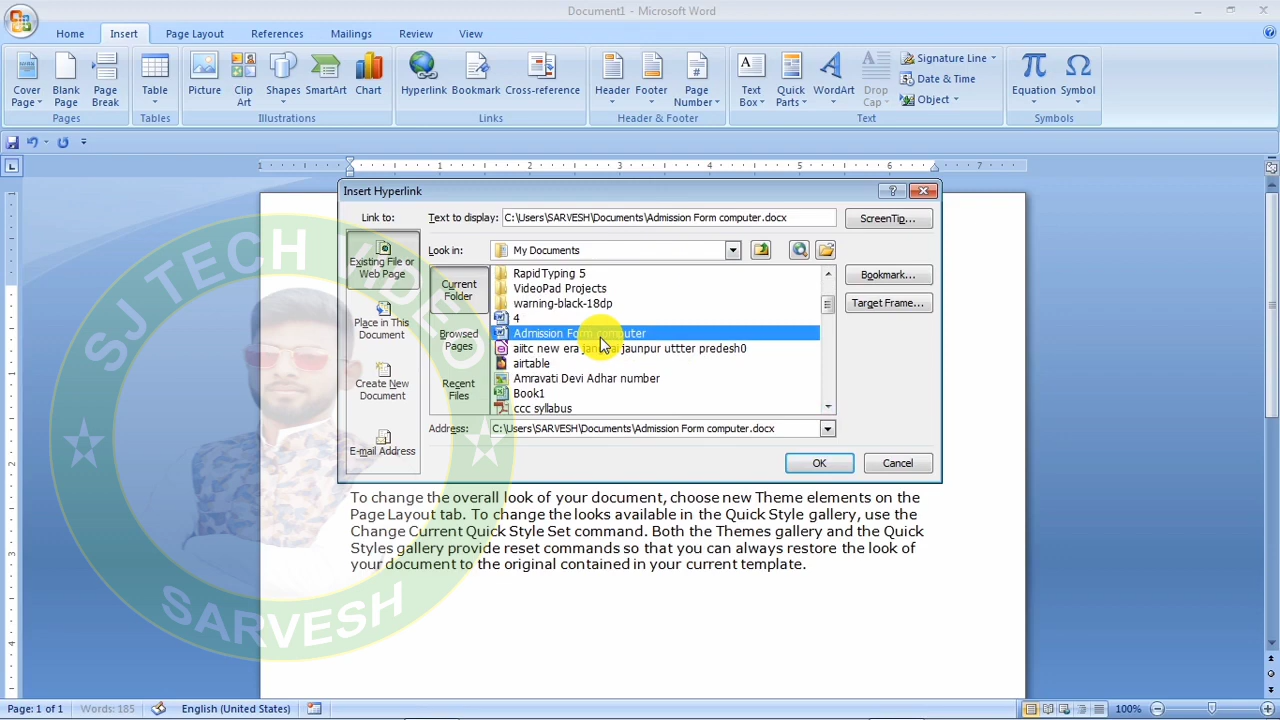 Document1 - Microsoft Word
Home Insert Page Layout References Mailings Review View
Cover Page Blank Page Page Break Table Picture Clip Art Shapes SmartArt Chart Hyperlink Bookmark Cross-reference Header Footer Page Number Text Box Quick Parts WordArt Drop Cap Signature Line Date & Time Object Equation Symbol
Pages Tables Illustrations Links Header & Footer Text Symbols
1 1 2 3 4 5 6 7
Insert Hyperlink
Link to: Text to display: C:\Users\SARVESH\Documents\Admission Form computer.docx ScreenTip...
Existing File or Web Page
Look in: My Documents
Current Folder
RapidTyping 5
Bookmark...
VideoPad Projects
warning-black-18dp
Target Frame...
4
Place in This Document
Browsed Pages
Admission Form computer
airtable
Amravati Devi Adhar number
Create New Document
Recent Files
Book1
ccc syllabus
E-mail Address
Address: C:\Users\SARVESH\Documents\Admission Form computer.docx
OK Cancel
To change the overall look of your document, choose new Theme elements on the
Page Layout tab. To change the looks available in the Quick Style gallery, use the
Change Current Quick Style Set command. Both the Themes gallery and the Quick
Styles gallery provide reset commands so that you can always restore the look of
your document to the original contained in your current template.
SJ TECH
SARVESH
Page: 1 of 1 Words: 185 English (United States) 100%